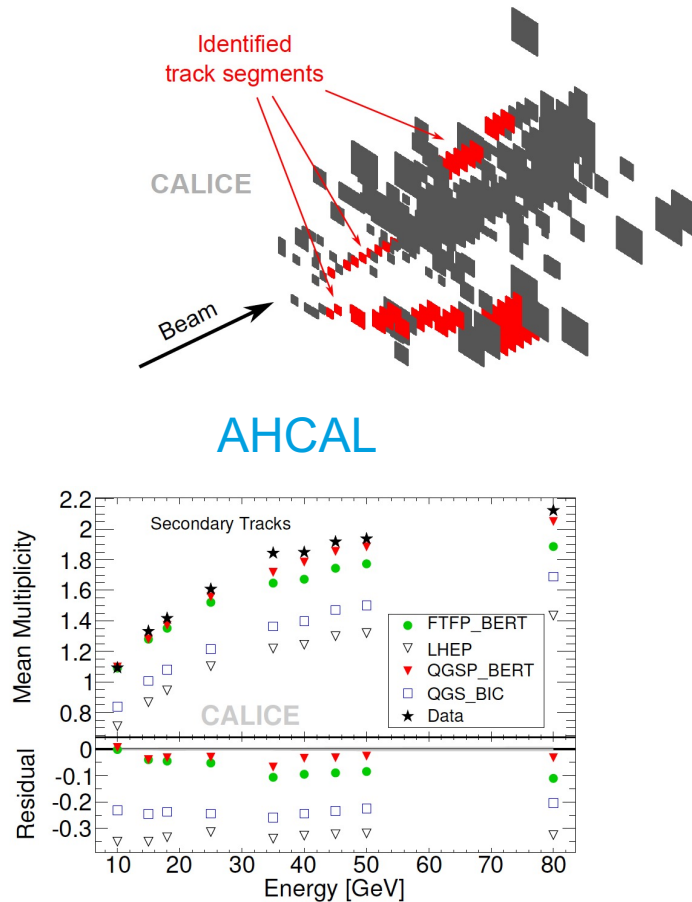 Identified
track segments
CALICE
Beam
AHCAL
Mean Multiplicity
2.2
2
1.8
1.6
1.4
1.2
1
0.8
Secondary Tracks
FTFP_BERT
LHEP
QGSP_BERT
QGS_BIC
Data
CALICE
Residual
0
-0.1
-0.2
-0.3
10 20 30 40 50 60 70 80
Energy [GeV]